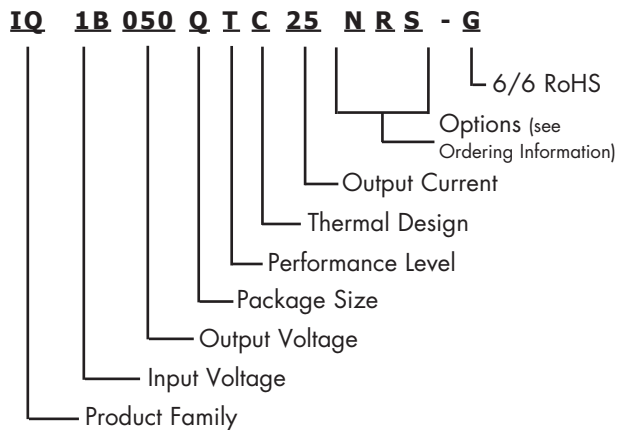 IQ 1B 050 Q T C 25 N R S - G
6/6 RoHS
Options (see
Ordering Information)
Output Current
Thermal Design
Performance Level
Package Size
Output Voltage
Input Voltage
Product Family